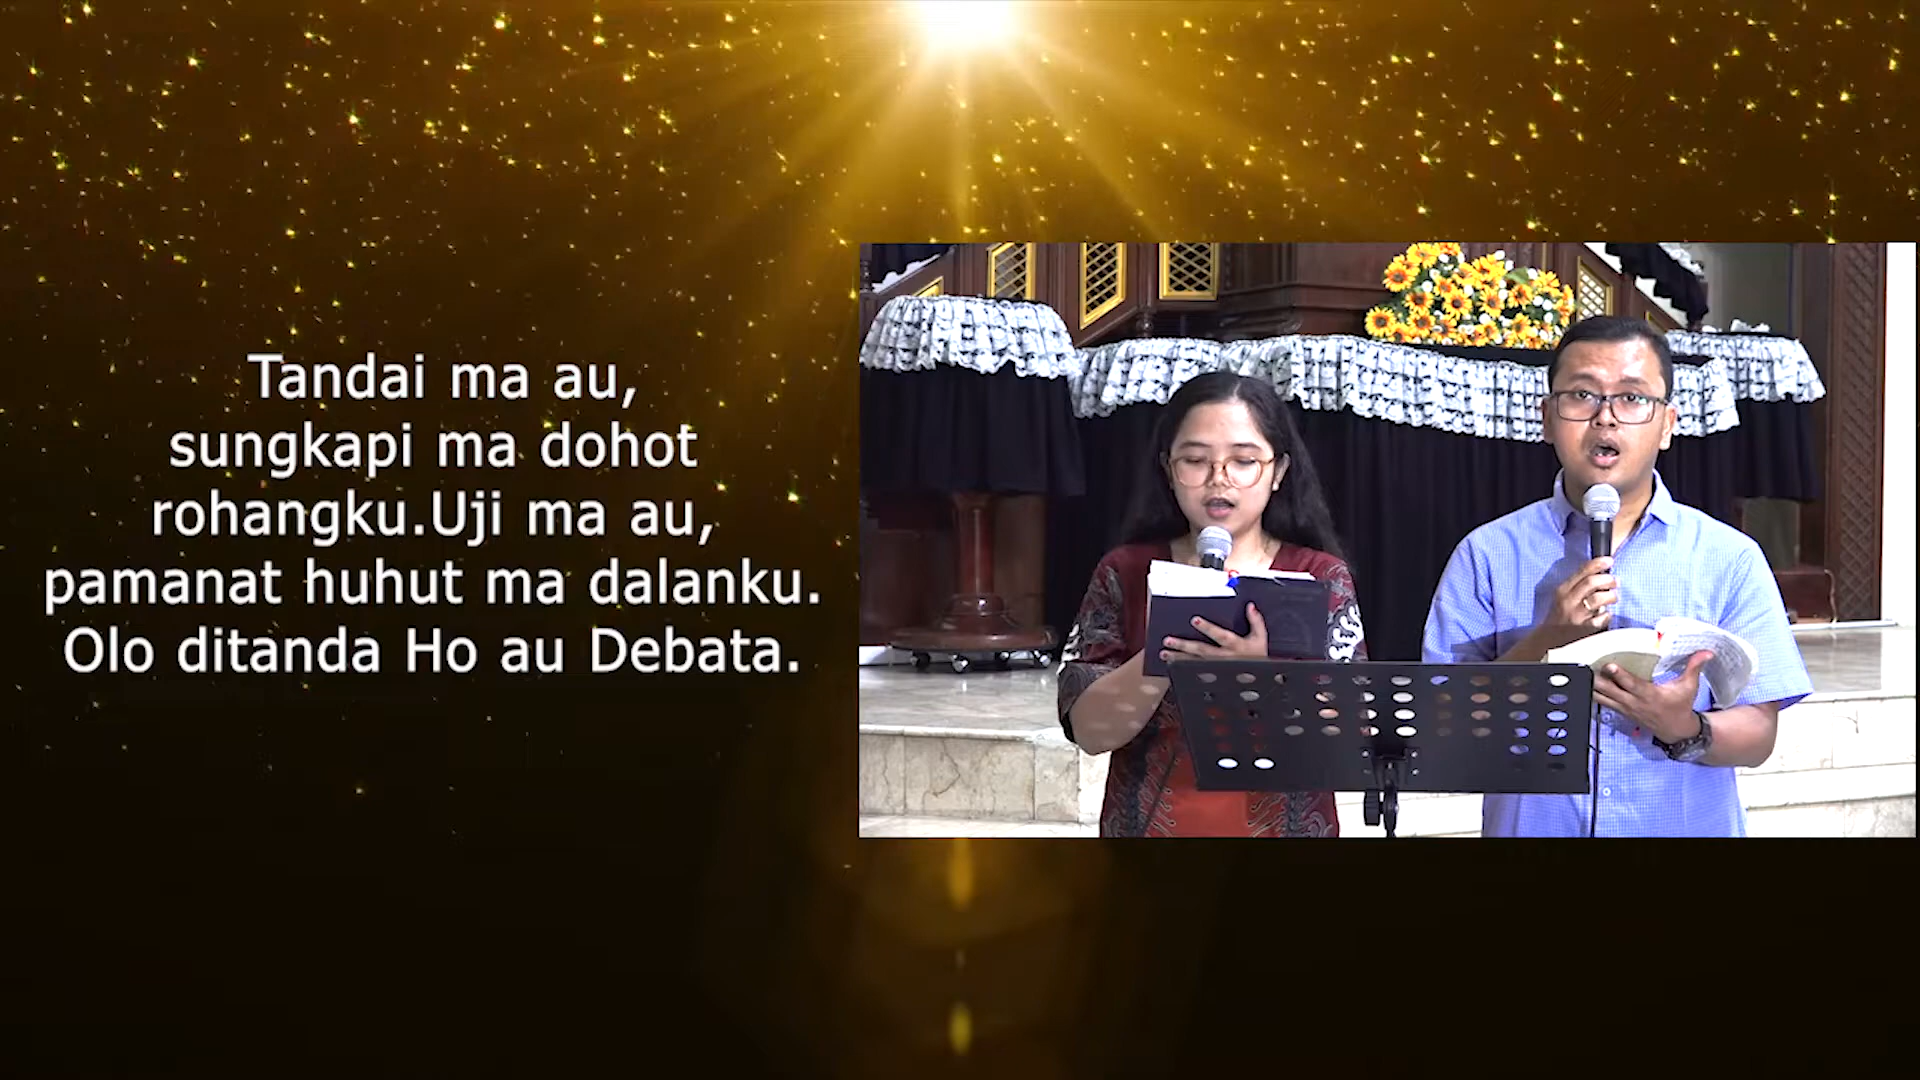 Tandai ma au,
sungkapi ma dohot
rohangku.Uji ma au,
pamanat huhut ma dalanku.
Olo ditanda Ho au Debata.